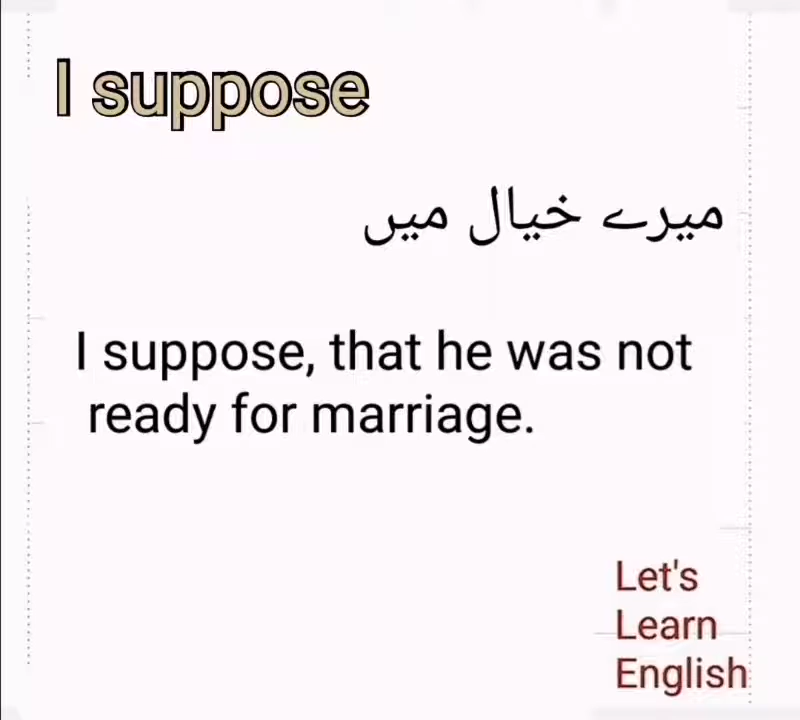 I suppose
میرے خیال میں
I suppose, that he was not
ready for marriage.
Let's
Learn
English